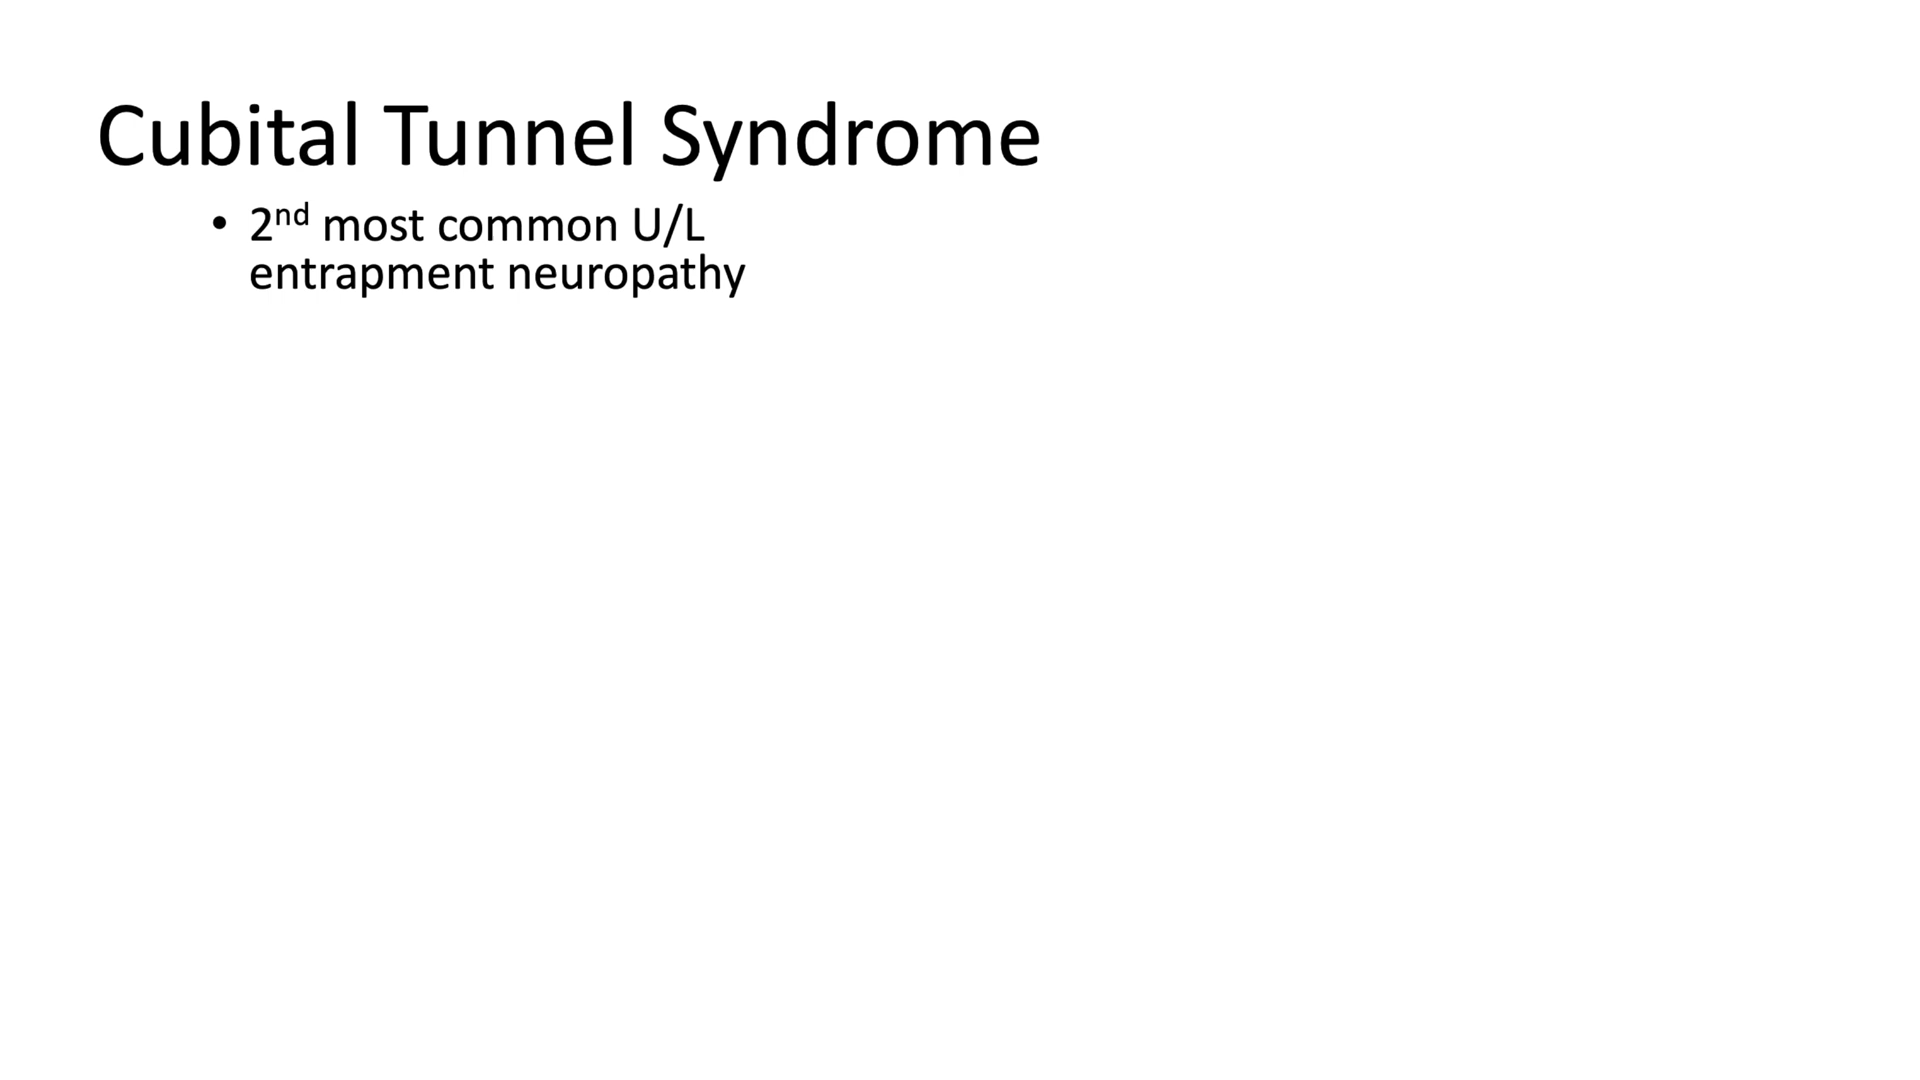 Cubital Tunnel Syndrome
• 2nd most common U/L
entrapment neuropathy